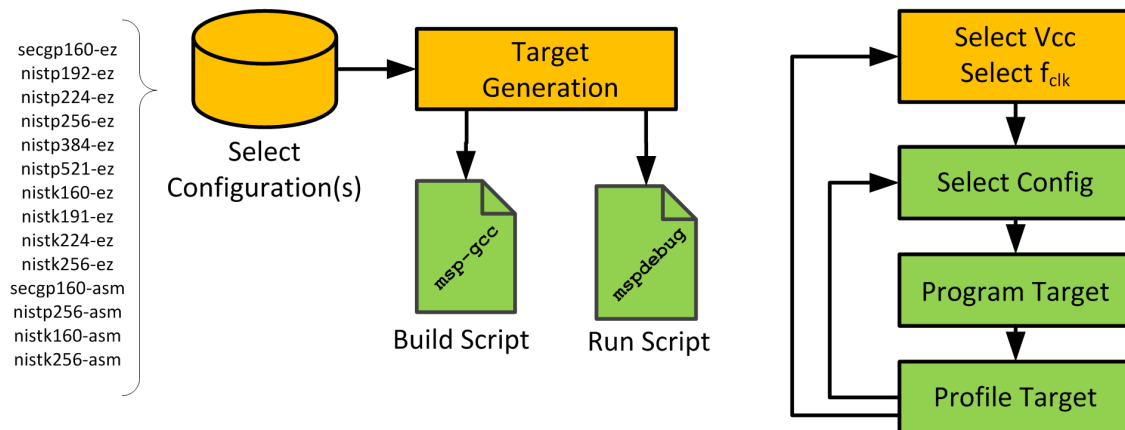 secgp160-ez
nistp192-ez
nistp224-ez
nistp256-ez
nistp384-ez
nistp521-ez
nistk160-ez
nistk191-ez
nistk224-ez
nistk256-ez
secgp160-asm
nistp256-asm
nistk160-asm
nistk256-asm
Select
Configuration(s)
Target
Generation
msp-gcc
Build Script
mspdebug
Run Script
Select Vcc
Select fclk
Select Config
Program Target
Profile Target